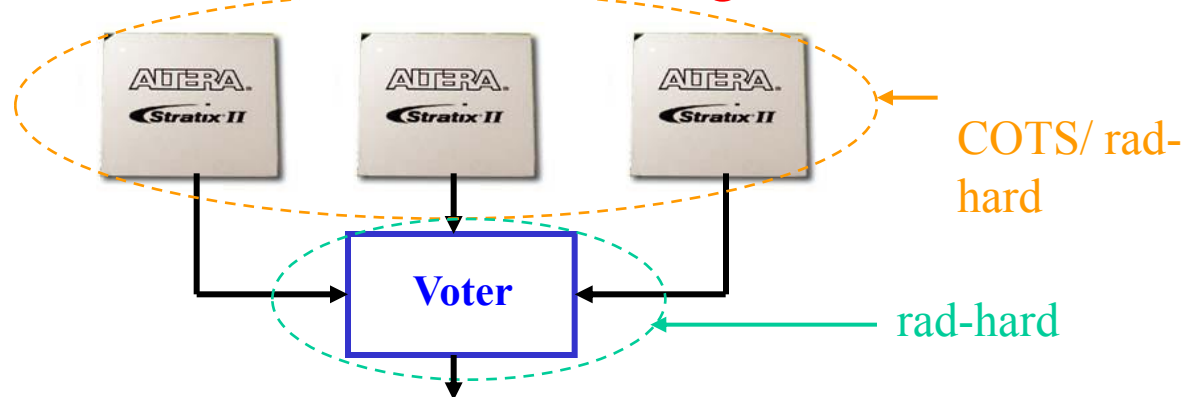 ALTERA.
Stratix II
ALTERA.
Stratix II
ALTERA.
Stratix II
COTS/ rad-
hard
Voter
rad-hard